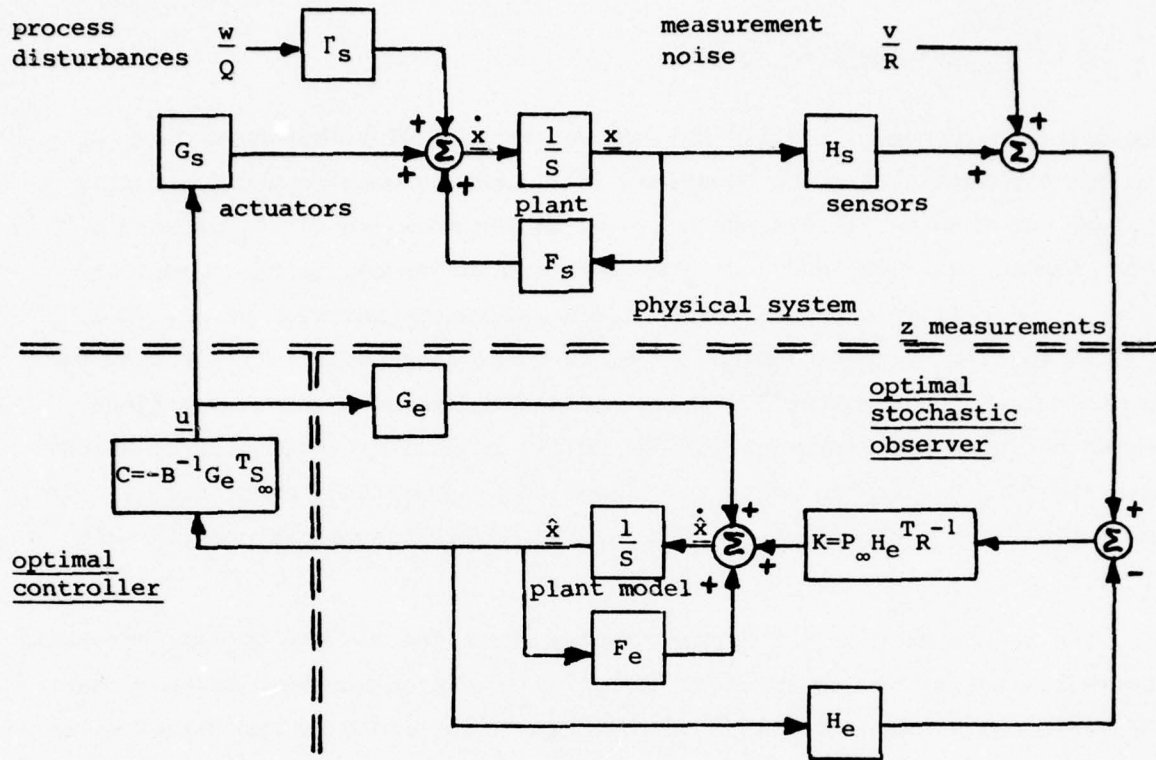 process
disturbances
w
Q
Γs
measurement
noise
v
R
Gs
actuators
+
+
+
Σ
ẋ
1
S
x
plant
Fs
Hs
sensors
+
+
Σ
physical system
z measurements
Ge
optimal
stochastic
observer
u
C=-B⁻¹GeᵀS∞
x̂
1
S
x̂̇
+
+
+
Σ
K=P∞HeᵀR⁻¹
+
-
Σ
plant model
optimal
controller
Fe
He